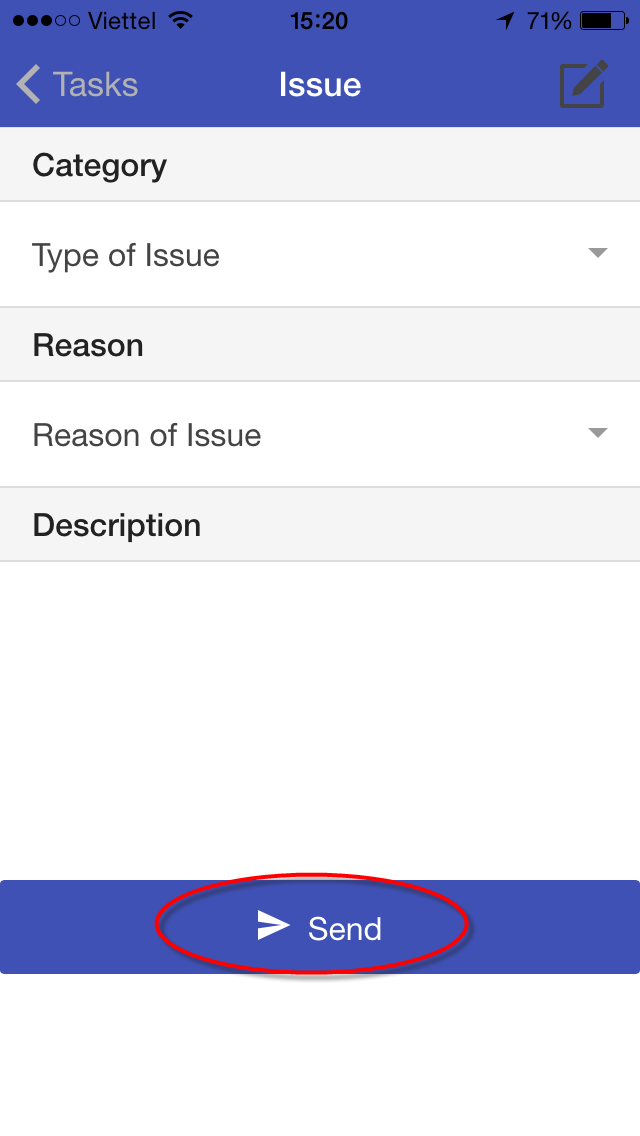 Viettel 15:20 71%
Tasks Issue
Category
Type of Issue
Reason
Reason of Issue
Description
Send